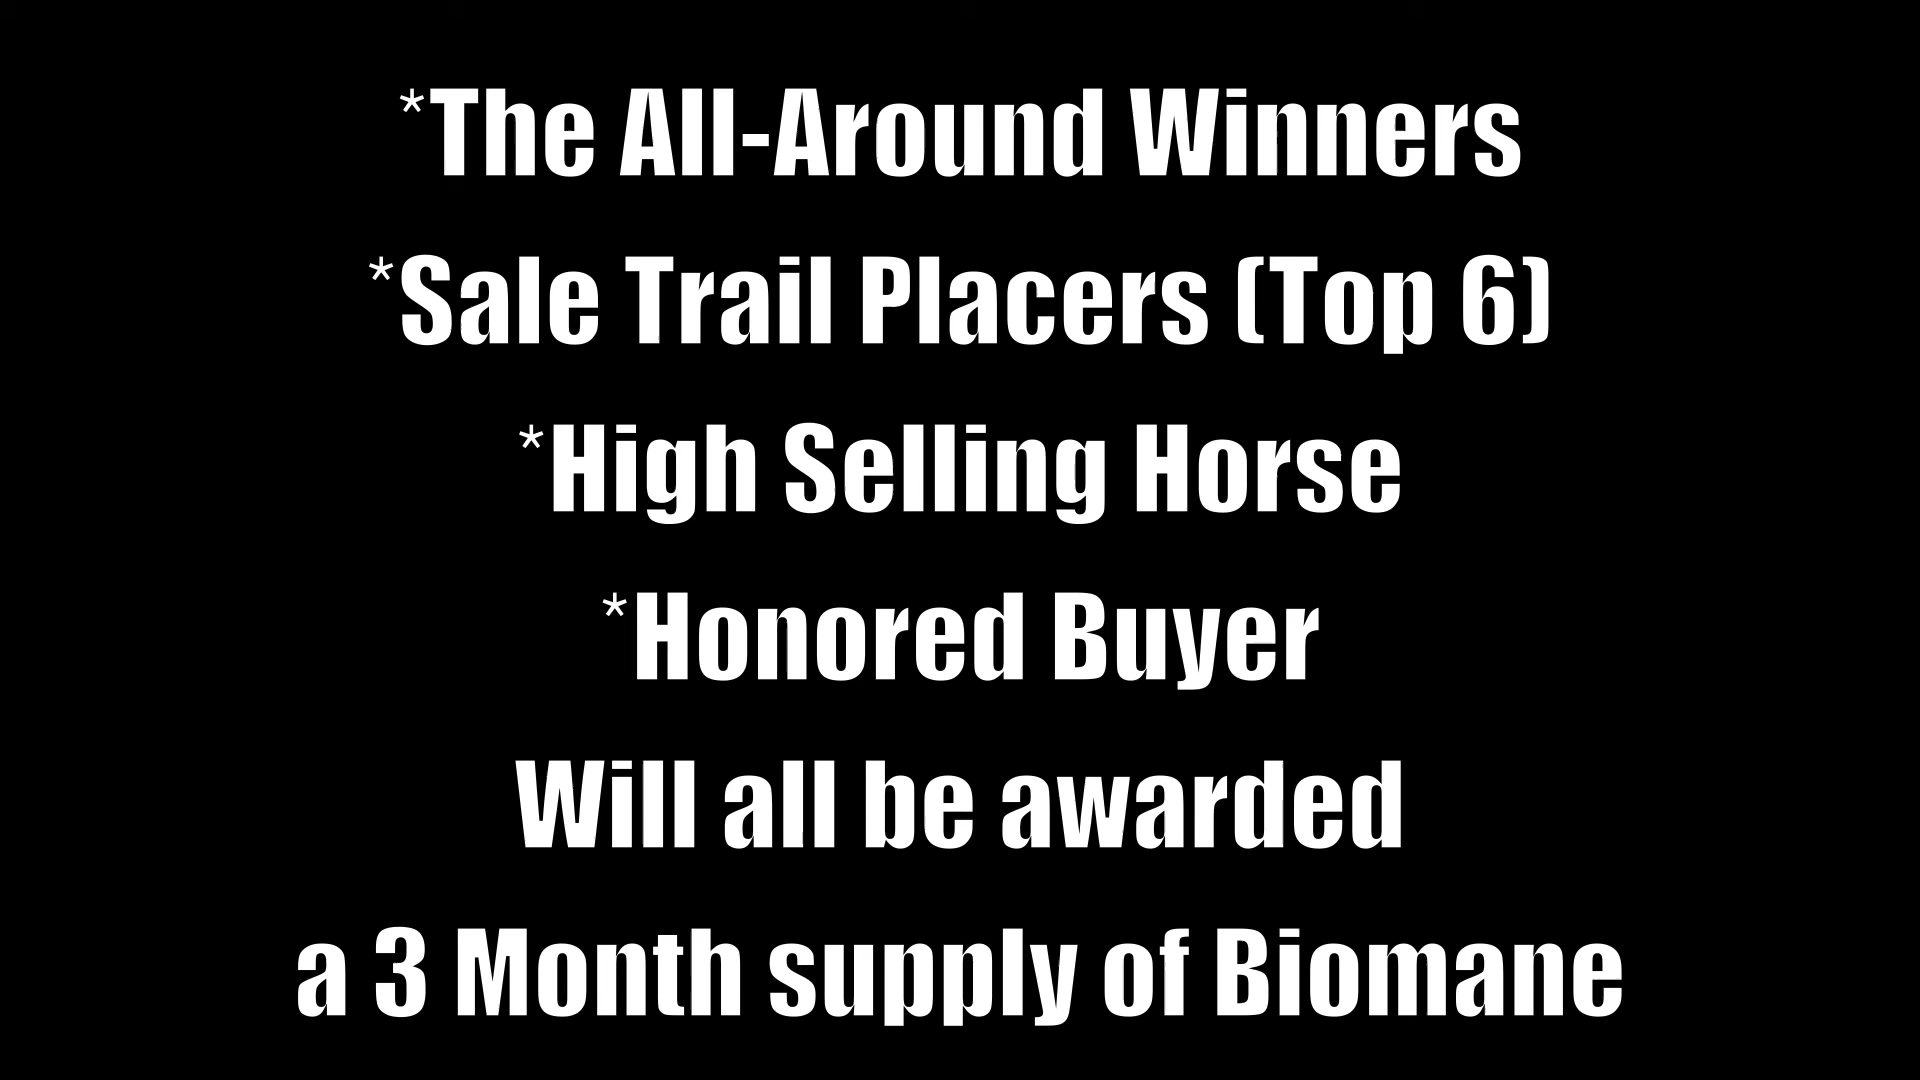 *The All-Around Winners
*Sale Trail Placers (Top 6)
*High Selling Horse
*Honored Buyer
Will all be awarded
a 3 Month supply of Biomane